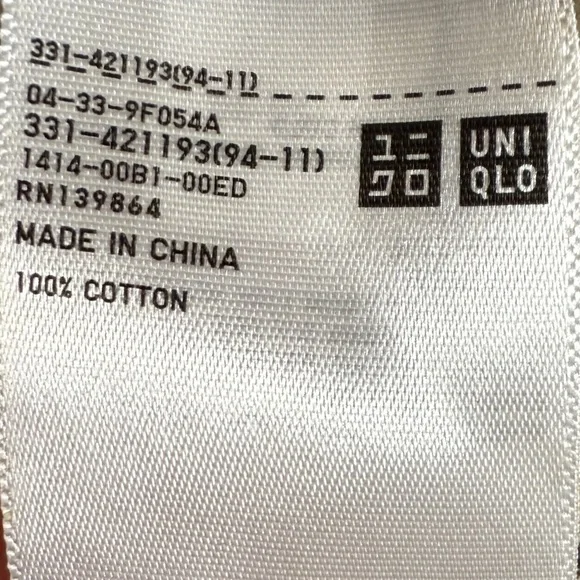 331-421193(94-11)
04-33-9F054A
331-421193(94-11)
1414-00B1-00ED
RN139864
MADE IN CHINA
100% COTTON
ユニ
クロ
UNI
QLO